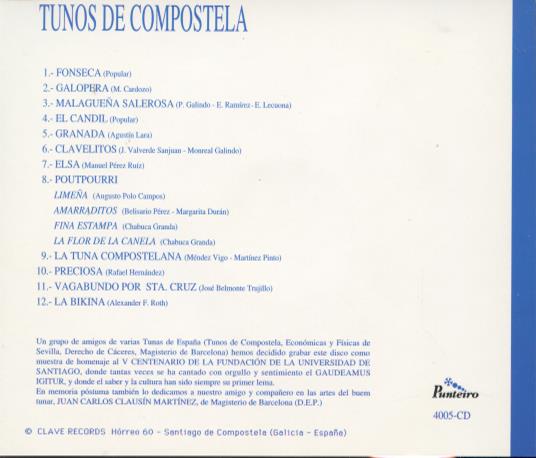 TUNOS DE COMPOSTELA
1.- FONSECA (Popular)
2.- GALOPERA (M. Cardozo)
3.- MALAGUEÑA SALEROSA (P. Galindo - E. Ramírez- E. Lecuona)
4.- EL CANDIL (Popular)
5.- GRANADA (Agustín Lara)
6.- CLAVELITOS (J. Valverde Sanjuan - Monreal Galindo)
7.- ELSA (Manuel Pérez Ruiz)
8.- POUTPOURRI
LIMEÑA (Augusto Polo Campos)
AMARRADITOS (Belisario Pérez - Margarita Durán)
FINA ESTAMPA (Chabuca Granda)
LA FLOR DE LA CANELA (Chabuca Granda)
9.- LA TUNA COMPOSTELANA (Méndez Vigo - Martínez Pinto)
10.- PRECIOSA (Rafael Hernández)
11.- VAGABUNDO POR STA. CRUZ (José Belmonte Trujillo)
12.- LA BIKINA (Alexander F. Roth)
Un grupo de amigos de varias Tunas de España (Tunos de Compostela, Económicas y Físicas de
Sevilla, Derecho de Cáceres, Magisterio de Barcelona) hemos decidido grabar este disco como
muestra de homenaje al V CENTENARIO DE LA FUNDACIÓN DE LA UNIVERSIDAD DE
SANTIAGO, donde tantas veces se ha cantado con orgullo y sentimiento el GAUDEAMUS
IGITUR, y donde el saber y la cultura han sido siempre su primer lema.
En memoria póstuma también lo dedicamos a nuestro amigo y compañero en las artes del buem
tunar, JUAN CARLOS CLAUSÍN MARTÍNEZ, de Magisterio de Barcelona (D.E.P.)
Punteiro
4005-CD
© CLAVE RECORDS Hórreo 60 - Santiago de Compostela (Galicia - España)